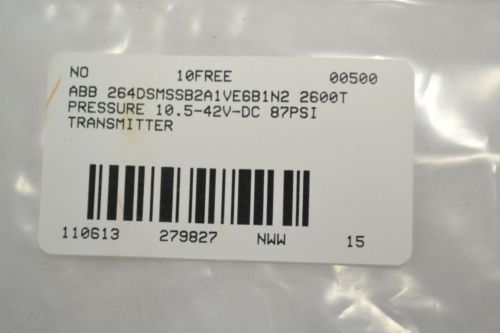 NO 10FREE 00500
ABB 264DSMSSB2A1VE6B1N2 2600T
PRESSURE 10.5-42V-DC 87PSI
TRANSMITTER
110613 279827 NWW 15